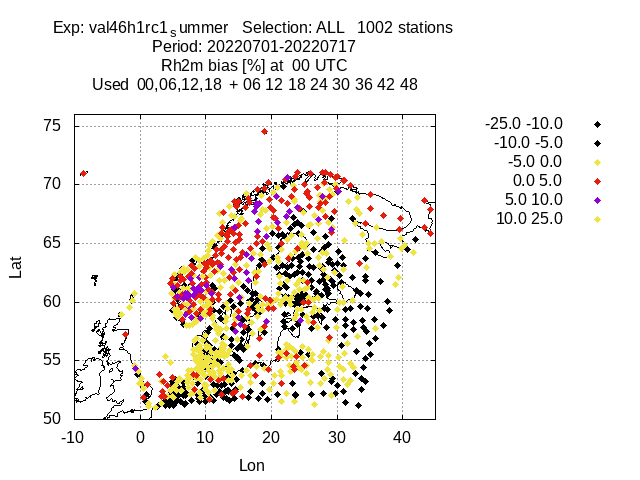 Exp: val46h1rc1summer   Selection: ALL   1002 stations
Period: 20220701-20220717
Rh2m bias [%] at  00 UTC
Used  00,06,12,18  + 06 12 18 24 30 36 42 48
-25.0 -10.0
-10.0 -5.0
-5.0 0.0
0.0 5.0
5.0 10.0
10.0 25.0
75
70
65
60
55
50
Lat
-10 0 10 20 30 40
Lon